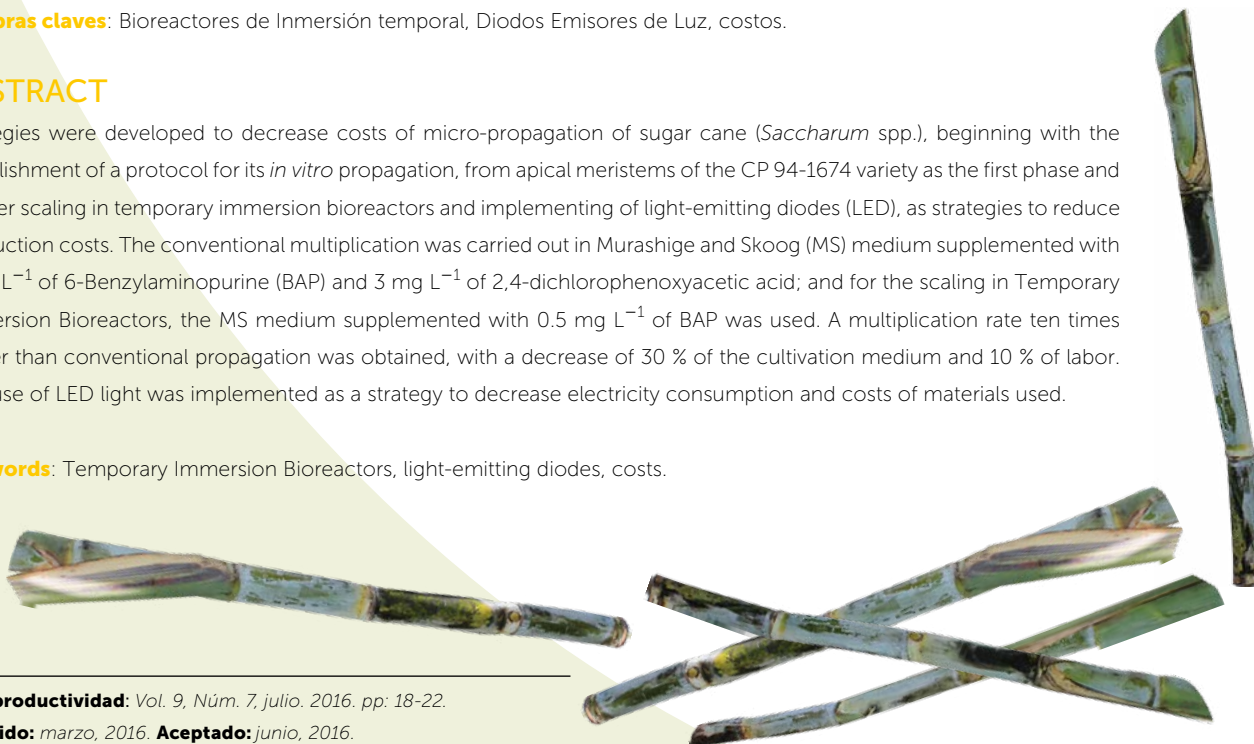 bras claves: Bioreactores de Inmersión temporal, Diodos Emisores de Luz, costos.
STRACT
egies were developed to decrease costs of micro-propagation of sugar cane (Saccharum spp.), beginning with the
lishment of a protocol for its in vitro propagation, from apical meristems of the CP 94-1674 variety as the first phase and
er scaling in temporary immersion bioreactors and implementing of light-emitting diodes (LED), as strategies to reduce
uction costs. The conventional multiplication was carried out in Murashige and Skoog (MS) medium supplemented with
L⁻¹ of 6-Benzylaminopurine (BAP) and 3 mg L⁻¹ of 2,4-dichlorophenoxyacetic acid; and for the scaling in Temporary
ersion Bioreactors, the MS medium supplemented with 0.5 mg L⁻¹ of BAP was used. A multiplication rate ten times
er than conventional propagation was obtained, with a decrease of 30 % of the cultivation medium and 10 % of labor.
use of LED light was implemented as a strategy to decrease electricity consumption and costs of materials used.
words: Temporary Immersion Bioreactors, light-emitting diodes, costs.
productividad: Vol. 9, Núm. 7, julio. 2016. pp: 18-22.
ido: marzo, 2016. Aceptado: junio, 2016.